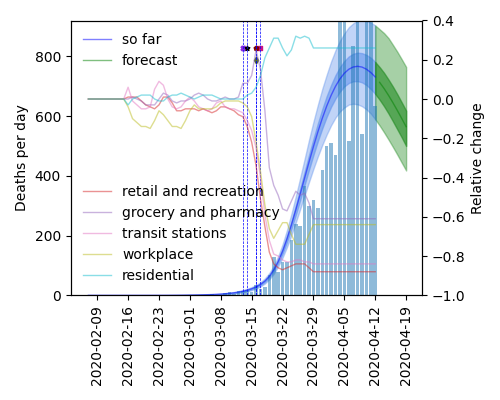 so far
forecast
retail and recreation
grocery and pharmacy
transit stations
workplace
residential
Deaths per day
0
200
400
600
800
Relative change
0.4
0.2
0.0
−0.2
−0.4
−0.6
−0.8
−1.0
2020-02-09
2020-02-16
2020-02-23
2020-03-01
2020-03-08
2020-03-15
2020-03-22
2020-03-29
2020-04-05
2020-04-12
2020-04-19